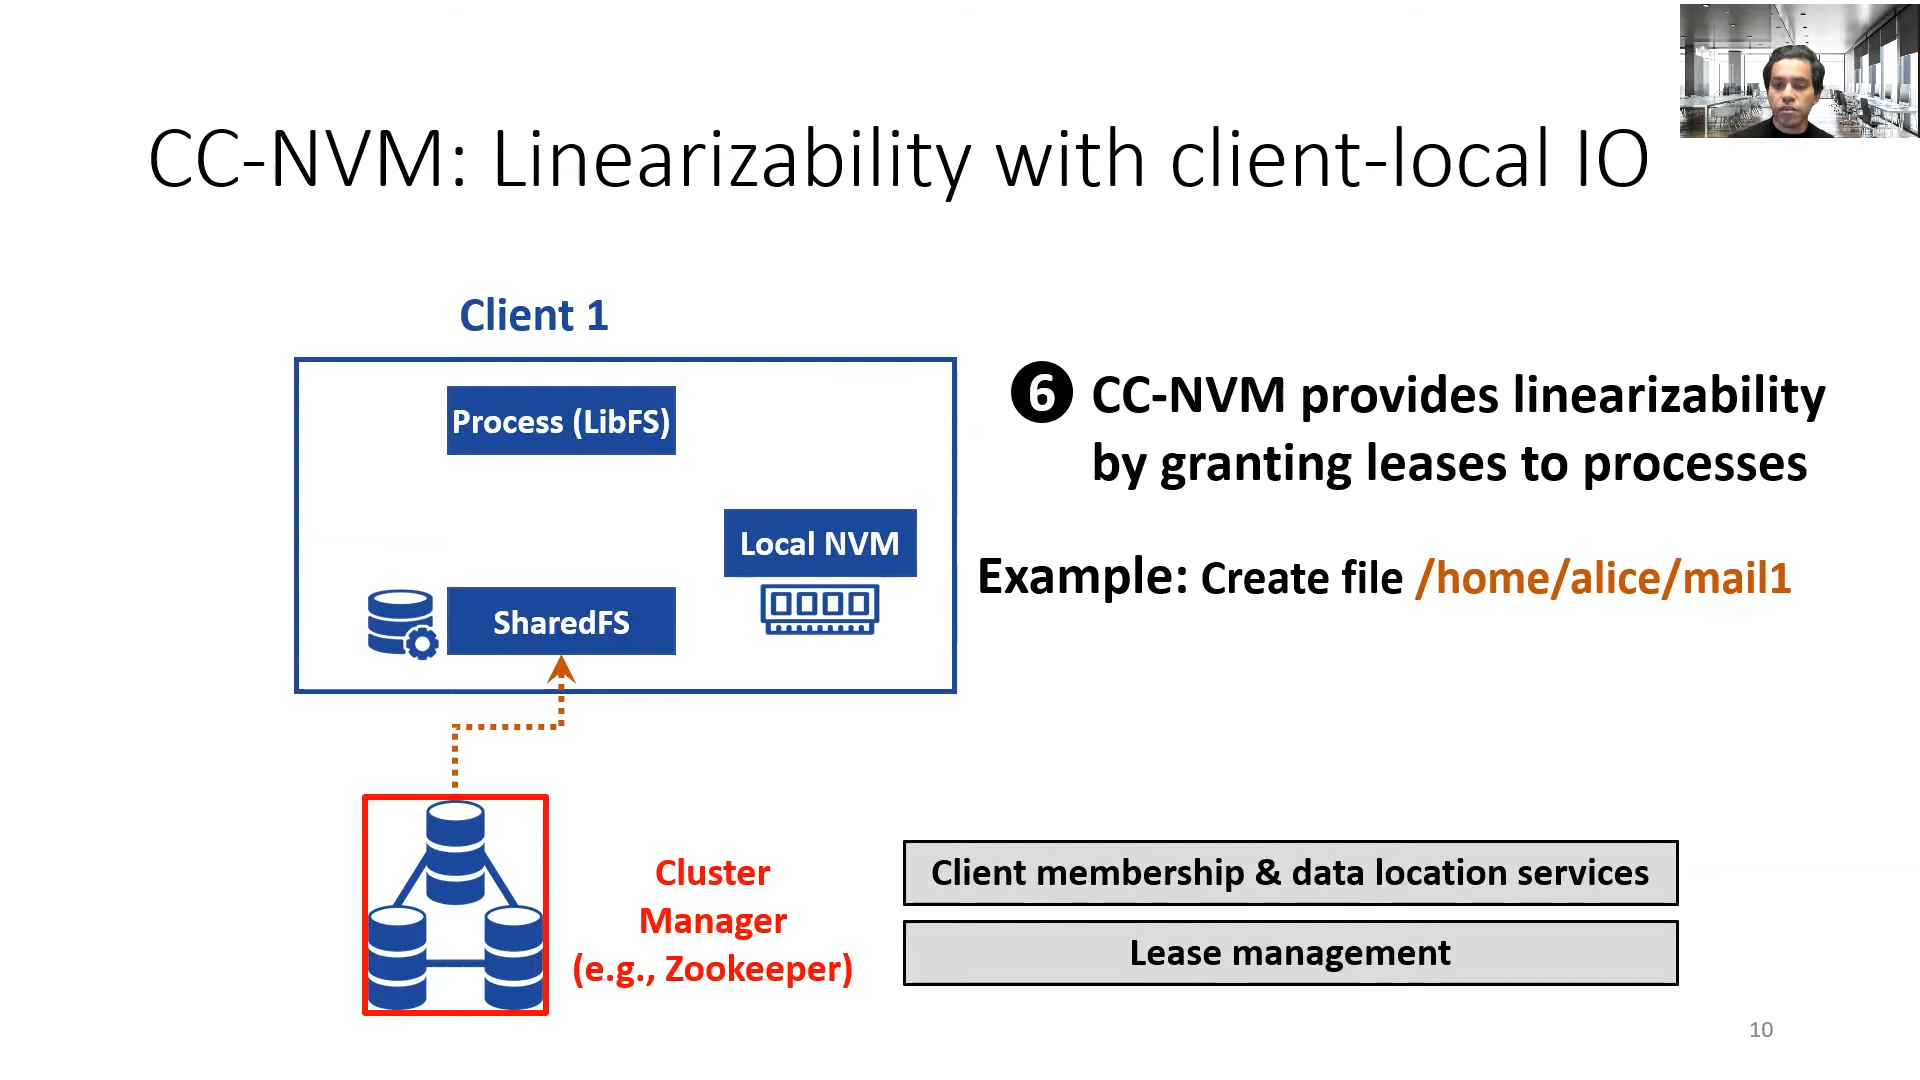 CC-NVM: Linearizability with client-local IO
Client 1
Process (LibFS)
Local NVM
SharedFS
❻ CC-NVM provides linearizability
by granting leases to processes
Example: Create file /home/alice/mail1
Cluster
Manager
(e.g., Zookeeper)
Client membership & data location services
Lease management
10